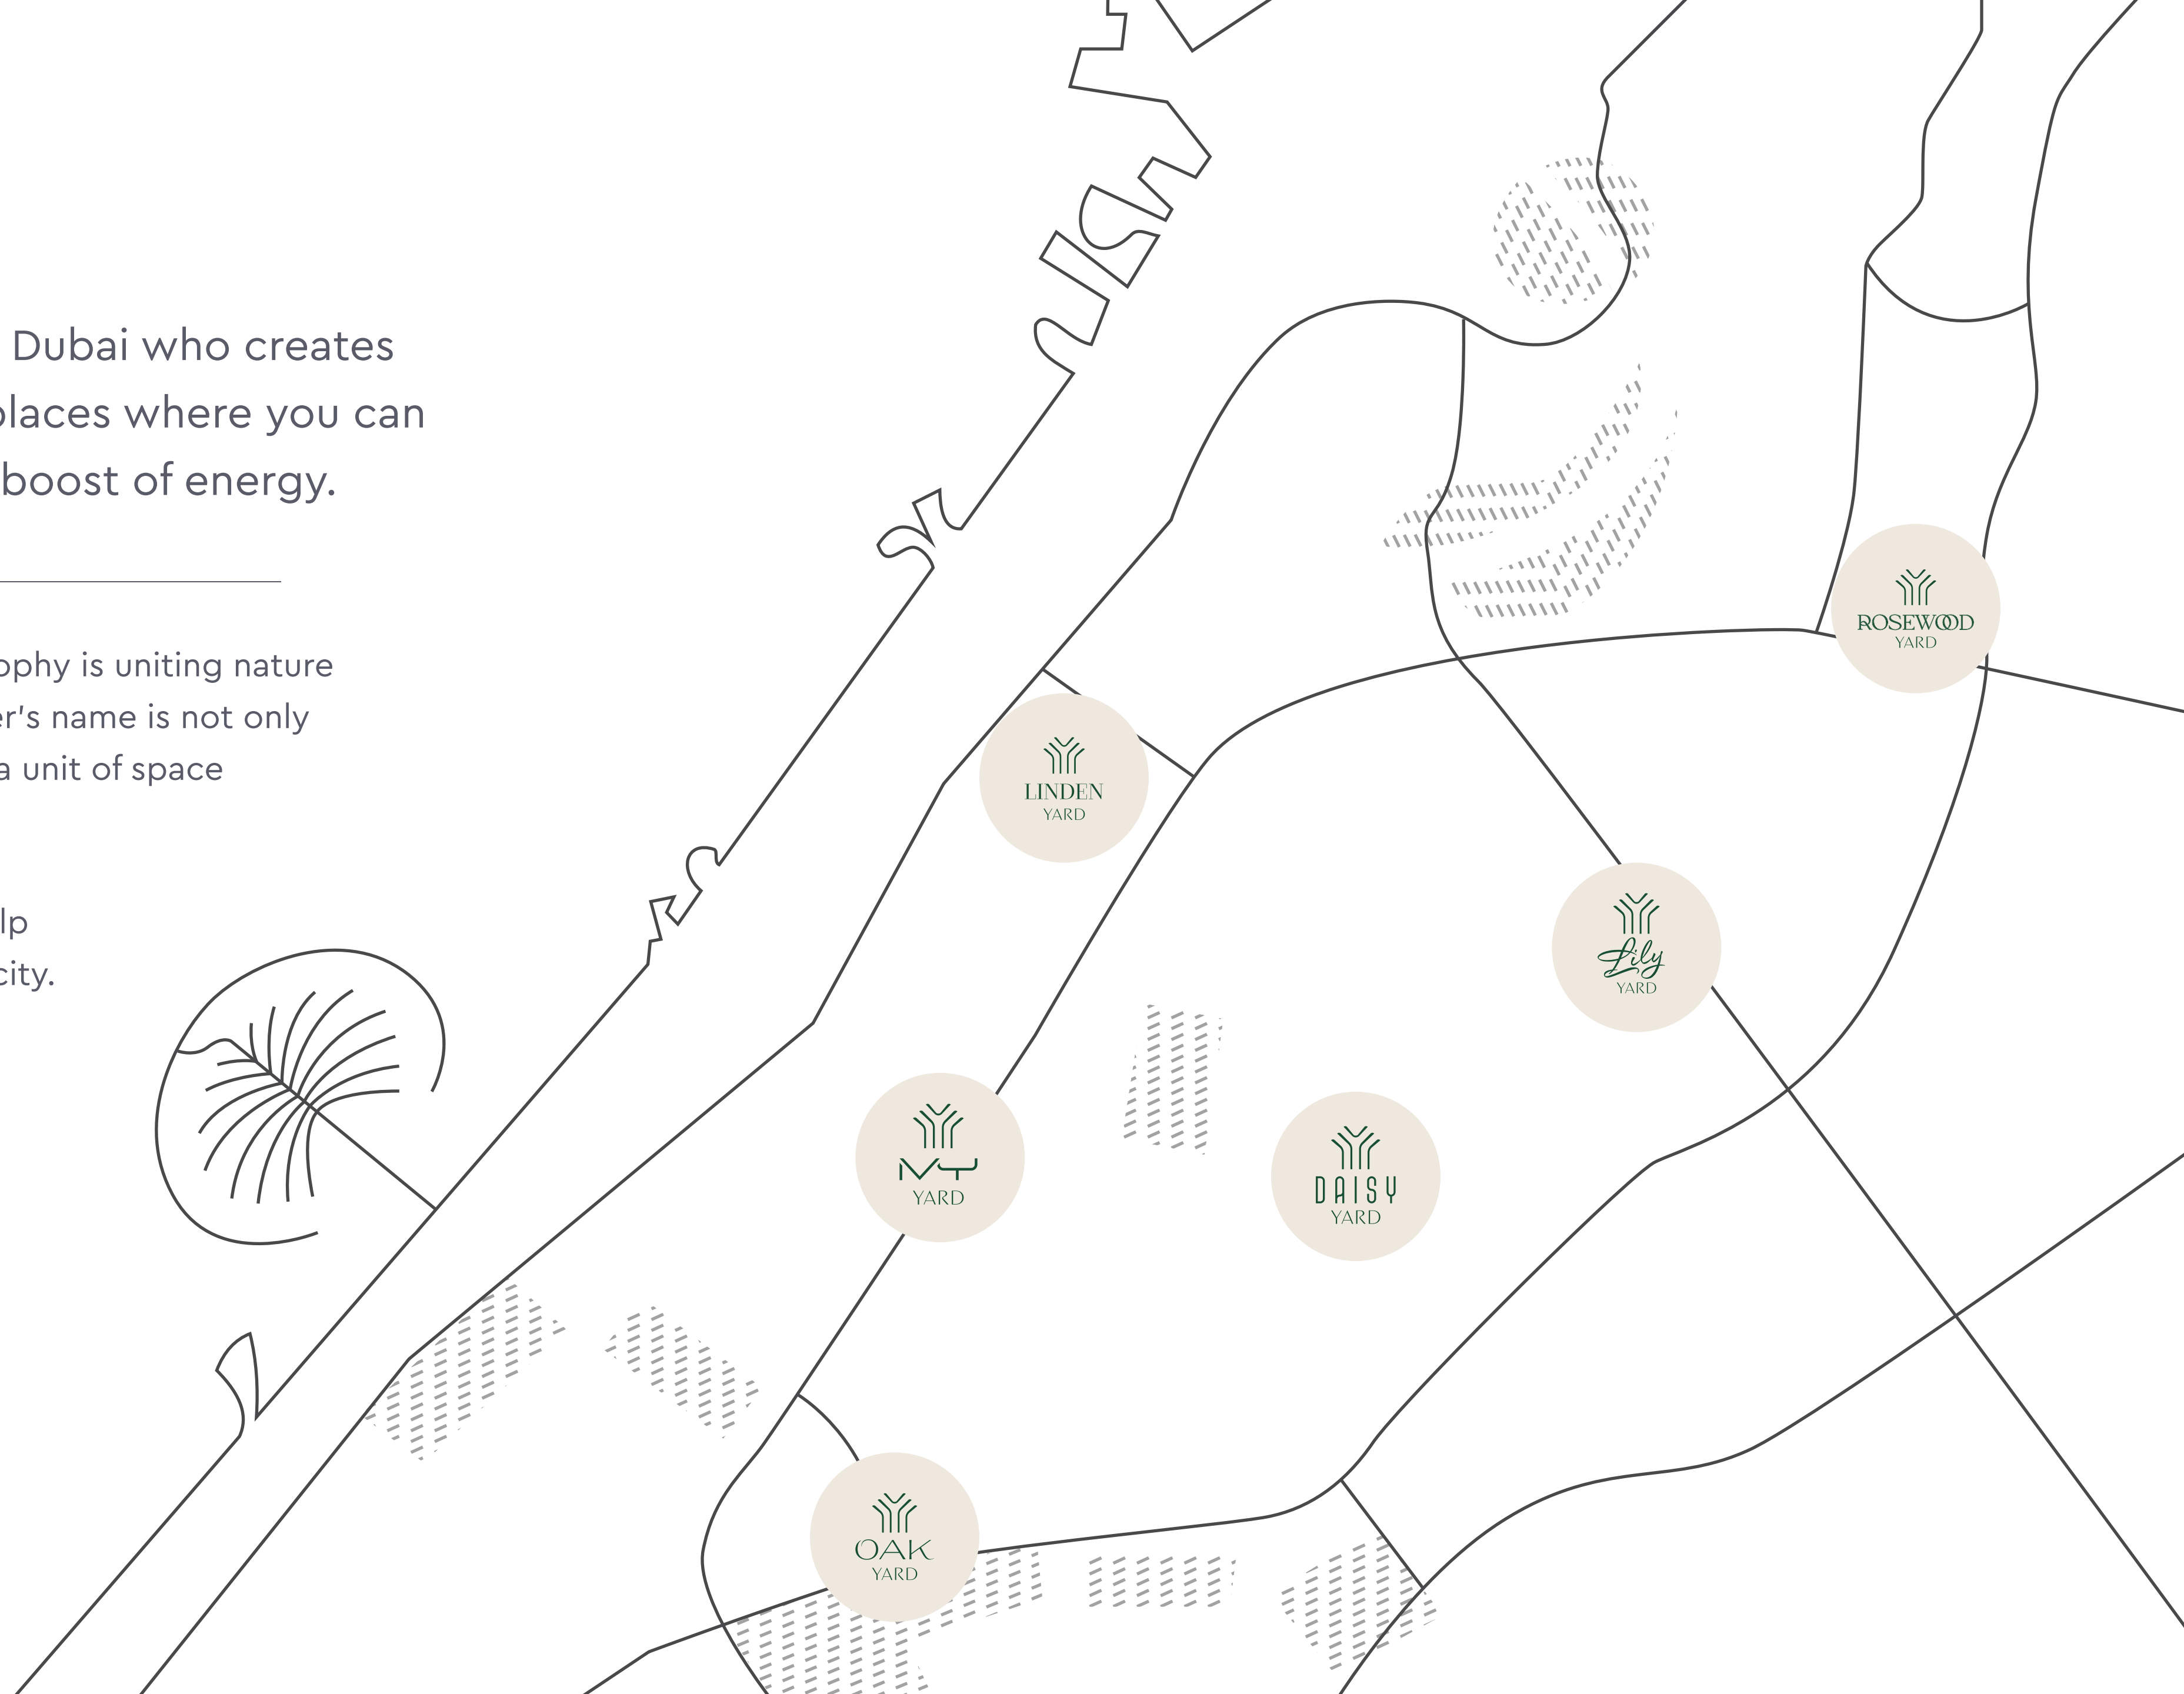 Dubai who creates
places where you can
boost of energy.
ophy is uniting nature
er's name is not only
a unit of space
lp
city.
ROSEWOOD
YARD
LINDEN
YARD
Lily
YARD
MY
YARD
DAISY
YARD
OAK
YARD